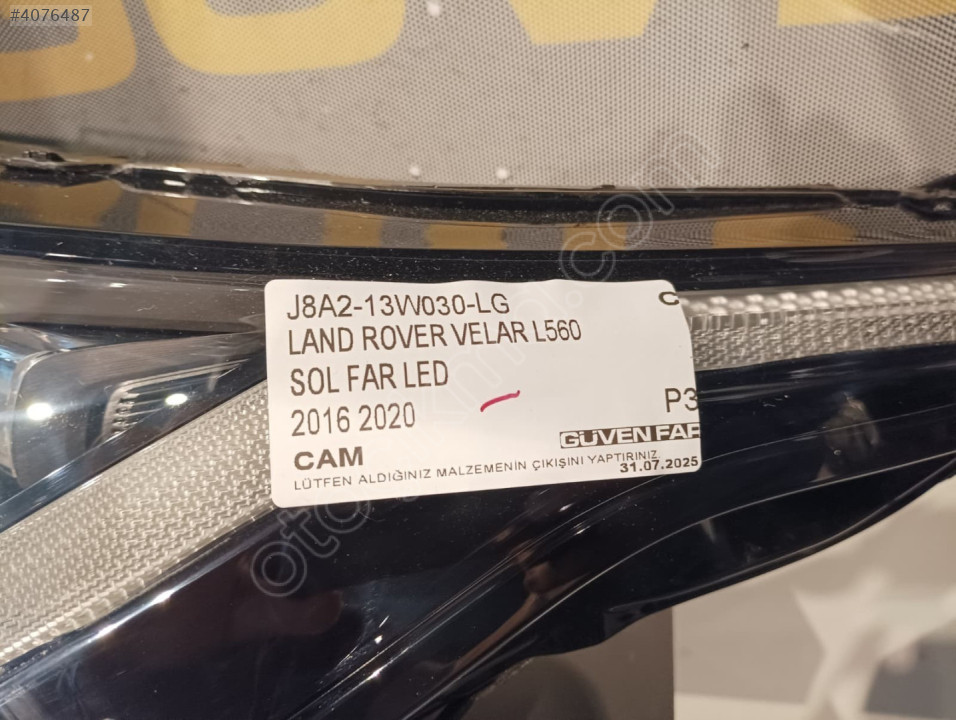 #4076487
J8A2-13W030-LG
LAND ROVER VELAR L560
SOL FAR LED
2016 2020
P3
GÜVEN FAR
CAM
LÜTFEN ALDIĞINIZ MALZEMENİN ÇIKIŞINI YAPTIRINIZ.
31.07.2025